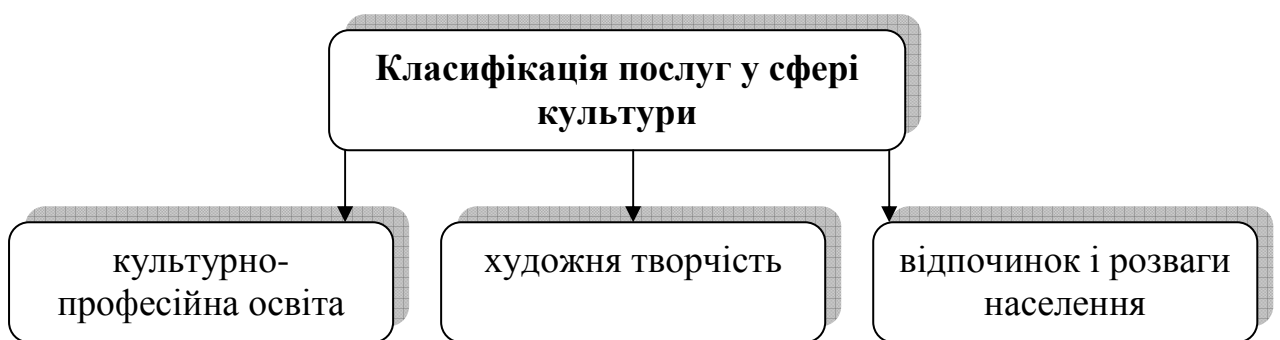 Класифікація послуг у сфері
культури
культурно-
професійна освіта
художня творчість
відпочинок і розваги
населення